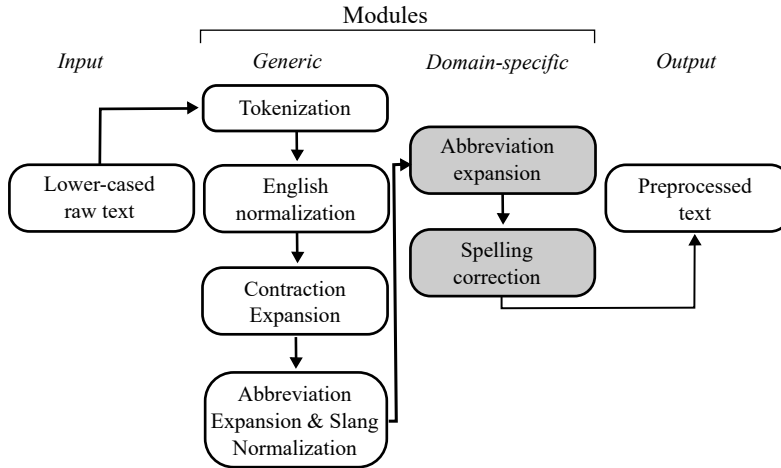 Modules
Input
Generic
Domain-specific
Output
Lower-cased
raw text
Tokenization
English
normalization
Contraction
Expansion
Abbreviation
Expansion & Slang
Normalization
Abbreviation
expansion
Spelling
correction
Preprocessed
text